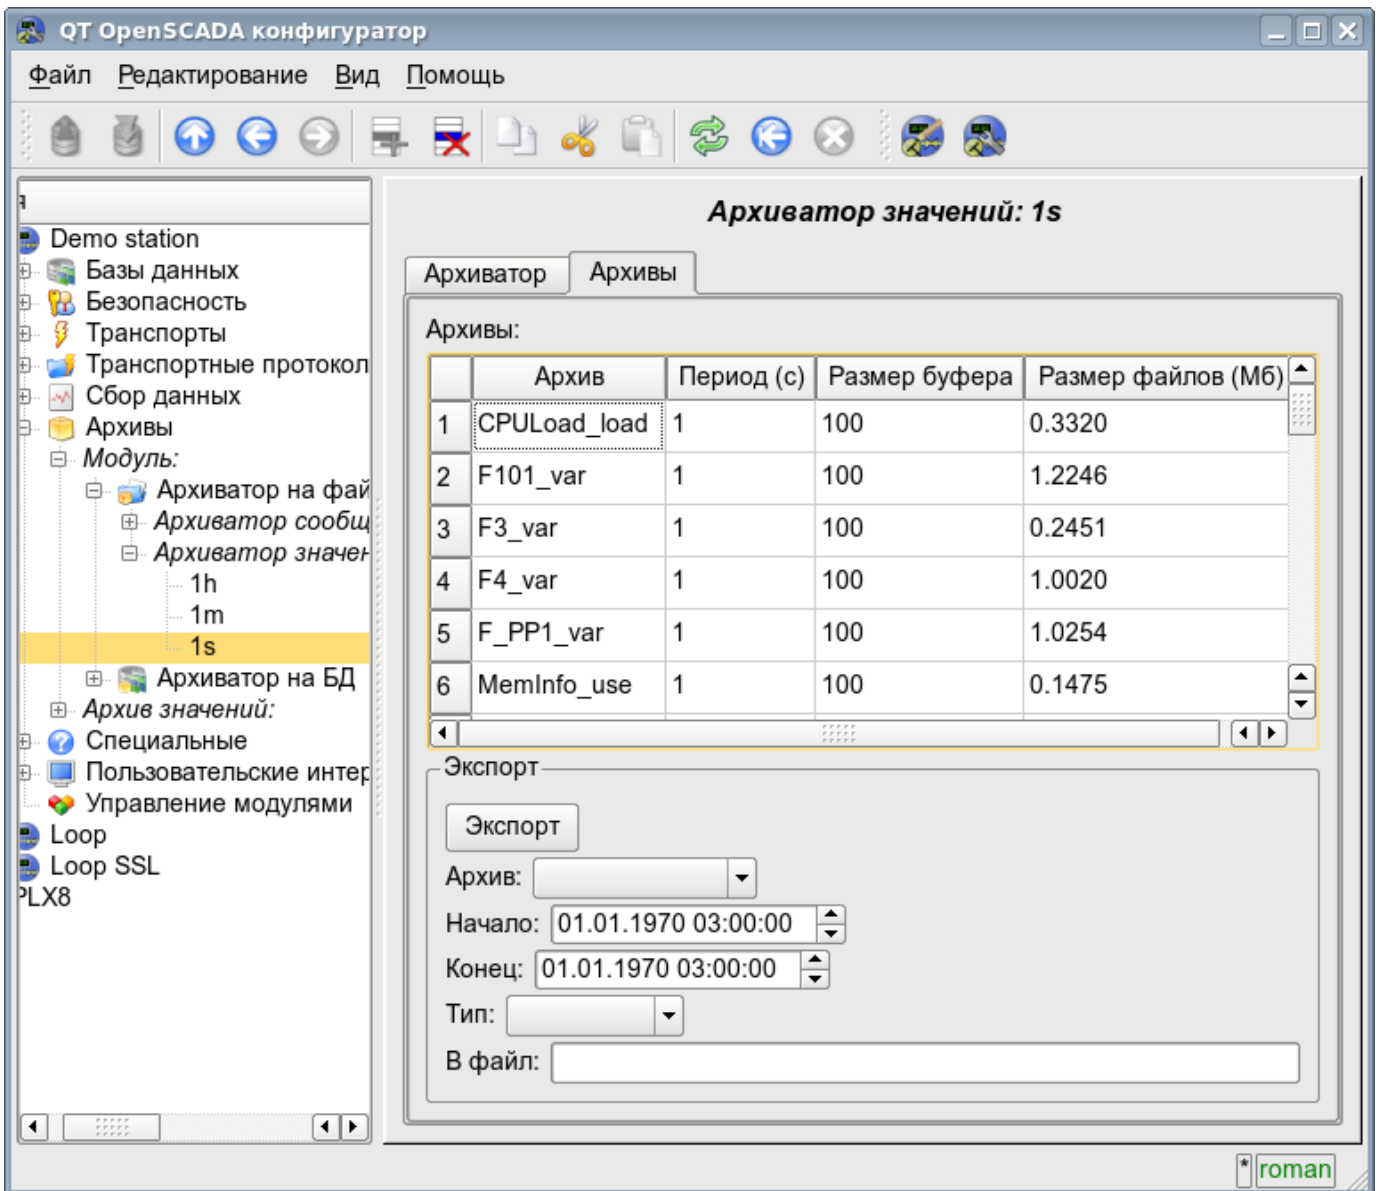 QT OpenSCADA конфигуратор
Файл Редактирование Вид Помощь
я
Demo station
Базы данных
Безопасность
Транспорты
Транспортные протокол
Сбор данных
Архивы
Модуль:
Архиватор на фай
Архиватор сообщ
Архиватор значен
1h
1m
1s
Архиватор на БД
Архив значений:
Специальные
Пользовательские интер
Управление модулями
Loop
Loop SSL
PLX8
Архиватор значений: 1s
Архиватор Архивы
Архивы:
Архив Период (с) Размер буфера Размер файлов (Мб)
1 CPULoad_load 1 100 0.3320
2 F101_var 1 100 1.2246
3 F3_var 1 100 0.2451
4 F4_var 1 100 1.0020
5 F_PP1_var 1 100 1.0254
6 MemInfo_use 1 100 0.1475
Экспорт
Экспорт
Архив:
Начало: 01.01.1970 03:00:00
Конец: 01.01.1970 03:00:00
Тип:
В файл:
* roman